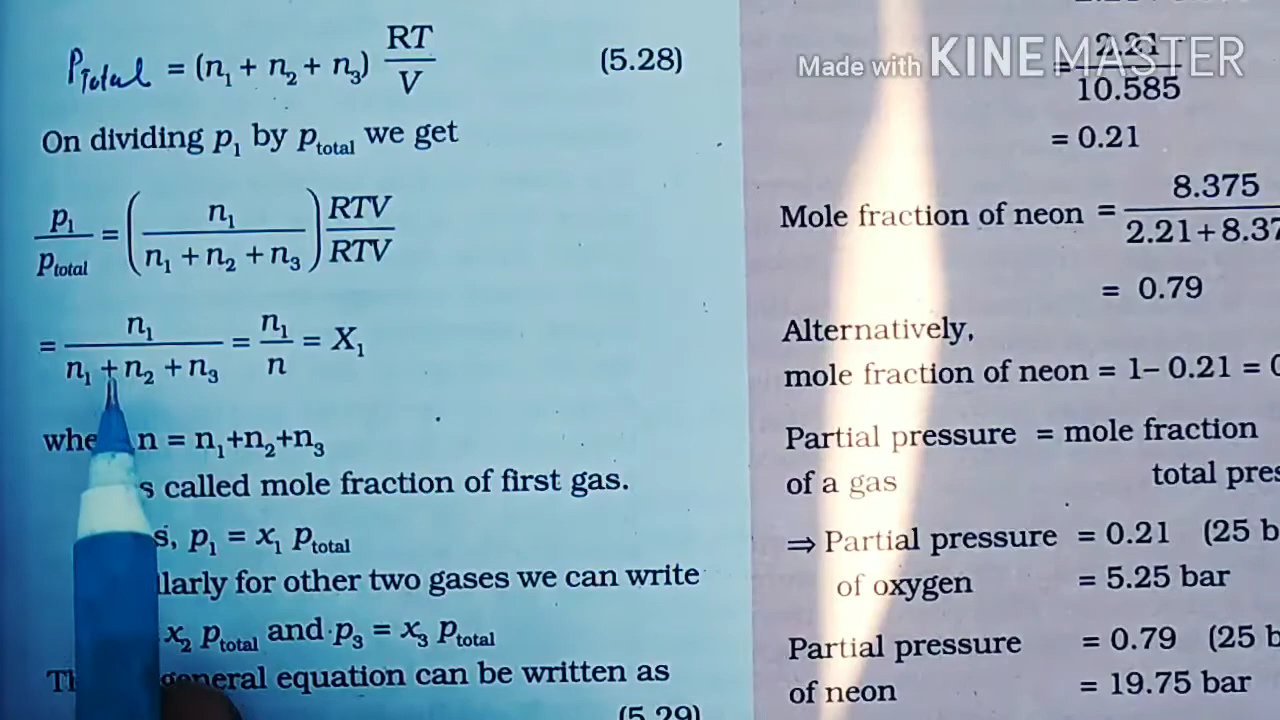 P_Total = (n₁ + n₂ + n₃) RT/V (5.28)
On dividing p₁ by p_total we get
p₁/p_total = (n₁/(n₁ + n₂ + n₃)) RTV/RTV
= n₁/(n₁ + n₂ + n₃) = n₁/n = X₁
n = n₁+n₂+n₃
called mole fraction of first gas.
p₁ = x₁ p_total
for other two gases we can write
x₂ p_total and p₃ = x₃ p_total
general equation can be written as
(5.29)
Made with KINEMASTER
= 2.21/10.585
= 0.21
Mole fraction of neon = 8.375/2.21+8.37
= 0.79
Alternatively,
mole fraction of neon = 1– 0.21 =
Partial pressure = mole fraction
of a gas total
⇒ Partial pressure = 0.21 (25
of oxygen = 5.25 bar
Partial pressure = 0.79 (25
of neon = 19.75 bar